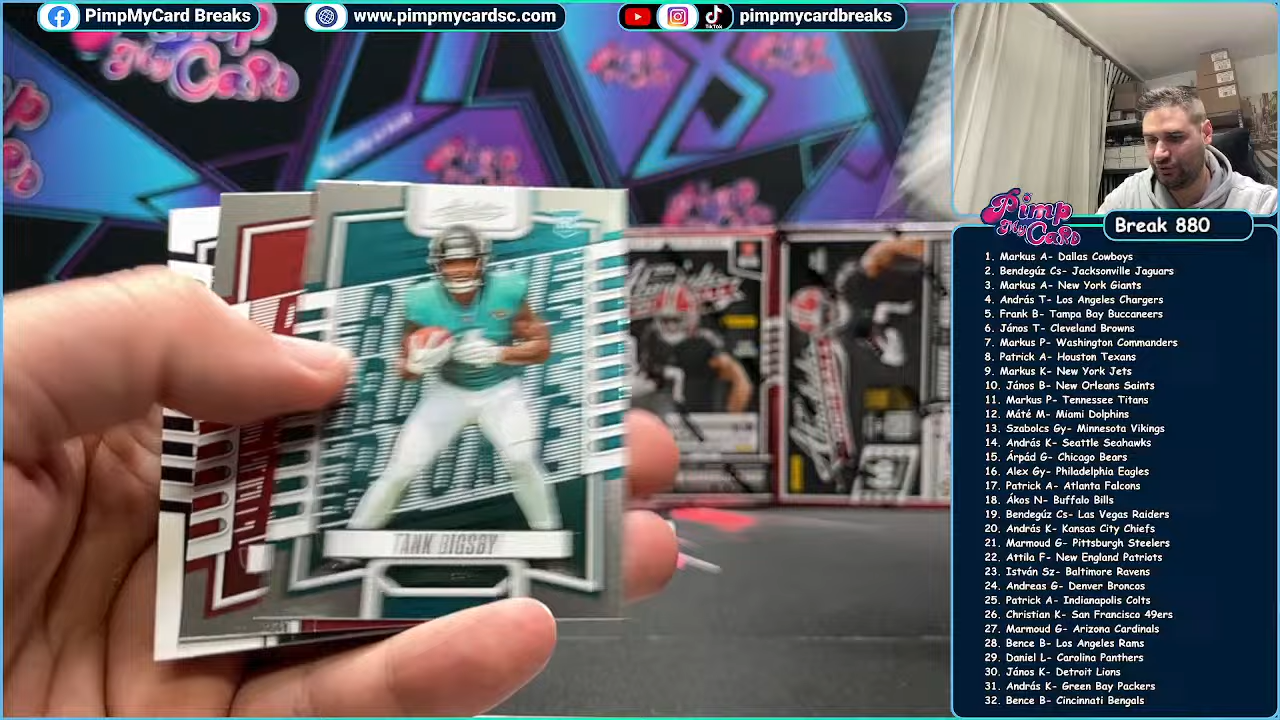 PimpMyCard Breaks
www.pimpmycardsc.com
TikTok
pimpmycardbreaks
Pimp
My Card
Break 880
1. Markus A- Dallas Cowboys
2. Bendegúz Cs- Jacksonville Jaguars
3. Markus A- New York Giants
4. András T- Los Angeles Chargers
5. Frank B- Tampa Bay Buccaneers
6. János T- Cleveland Browns
7. Markus P- Washington Commanders
8. Patrick A- Houston Texans
9. Markus K- New York Jets
10. János B- New Orleans Saints
11. Markus P- Tennessee Titans
12. Máté M- Miami Dolphins
13. Szabolcs Gy- Minnesota Vikings
14. András K- Seattle Seahawks
15. Árpád G- Chicago Bears
16. Alex Gy- Philadelphia Eagles
17. Patrick A- Atlanta Falcons
18. Ákos N- Buffalo Bills
19. Bendegúz Cs- Las Vegas Raiders
20. András K- Kansas City Chiefs
21. Marmoud G- Pittsburgh Steelers
22. Attila F- New England Patriots
23. István Sz- Baltimore Ravens
24. Andreas G- Denver Broncos
25. Patrick A- Indianapolis Colts
26. Christian K- San Francisco 49ers
27. Marmoud G- Arizona Cardinals
28. Bence B- Los Angeles Rams
29. Daniel L- Carolina Panthers
30. János K- Detroit Lions
31. András K- Green Bay Packers
32. Bence B- Cincinnati Bengals
Pimp
My Card
TANK BIGSBY